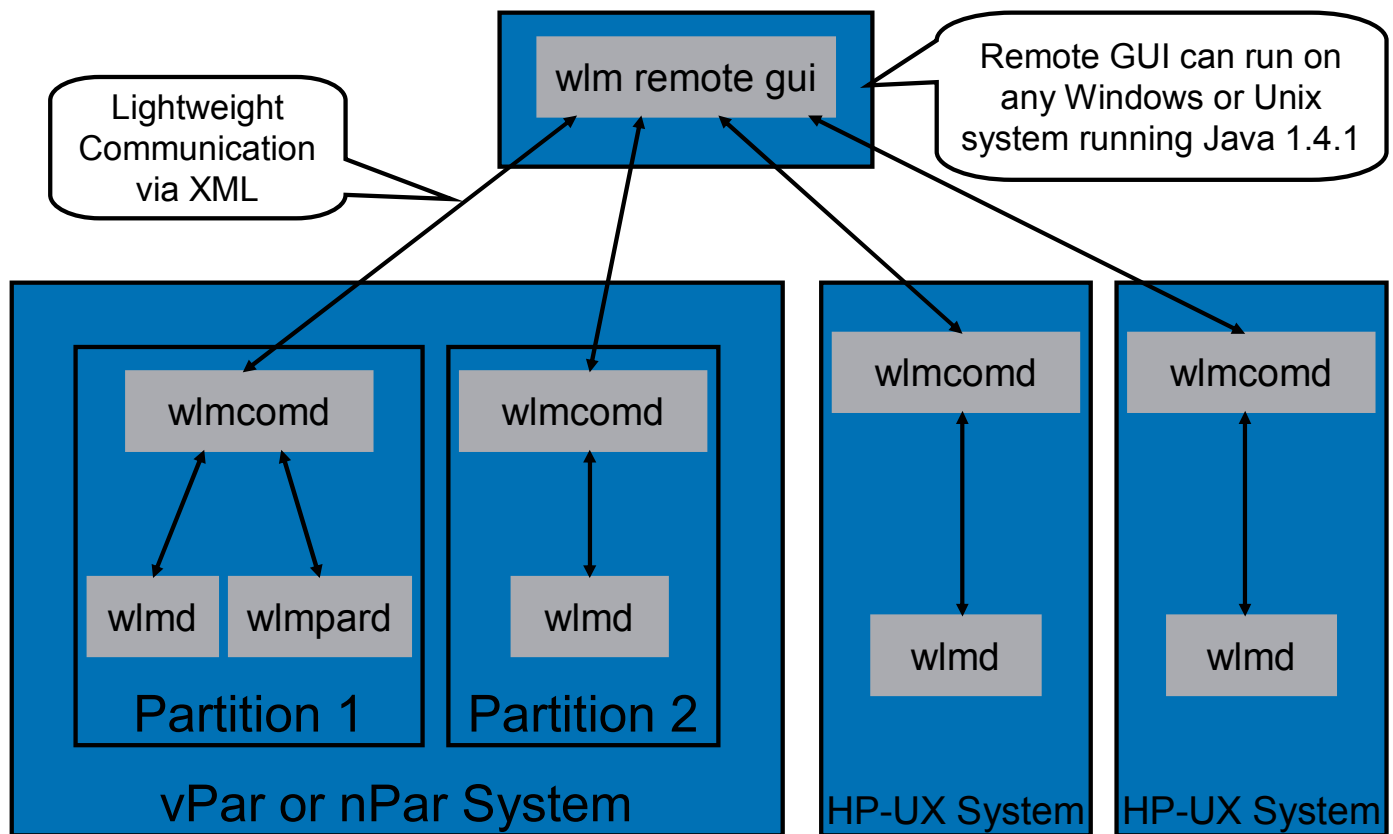 wlm remote gui
Remote GUI can run on
any Windows or Unix
system running Java 1.4.1
Lightweight
Communication
via XML
wlmcomd
wlmcomd
wlmcomd
wlmcomd
wlmd
wlmpard
wlmd
wlmd
wlmd
Partition 1
Partition 2
vPar or nPar System
HP-UX System
HP-UX System